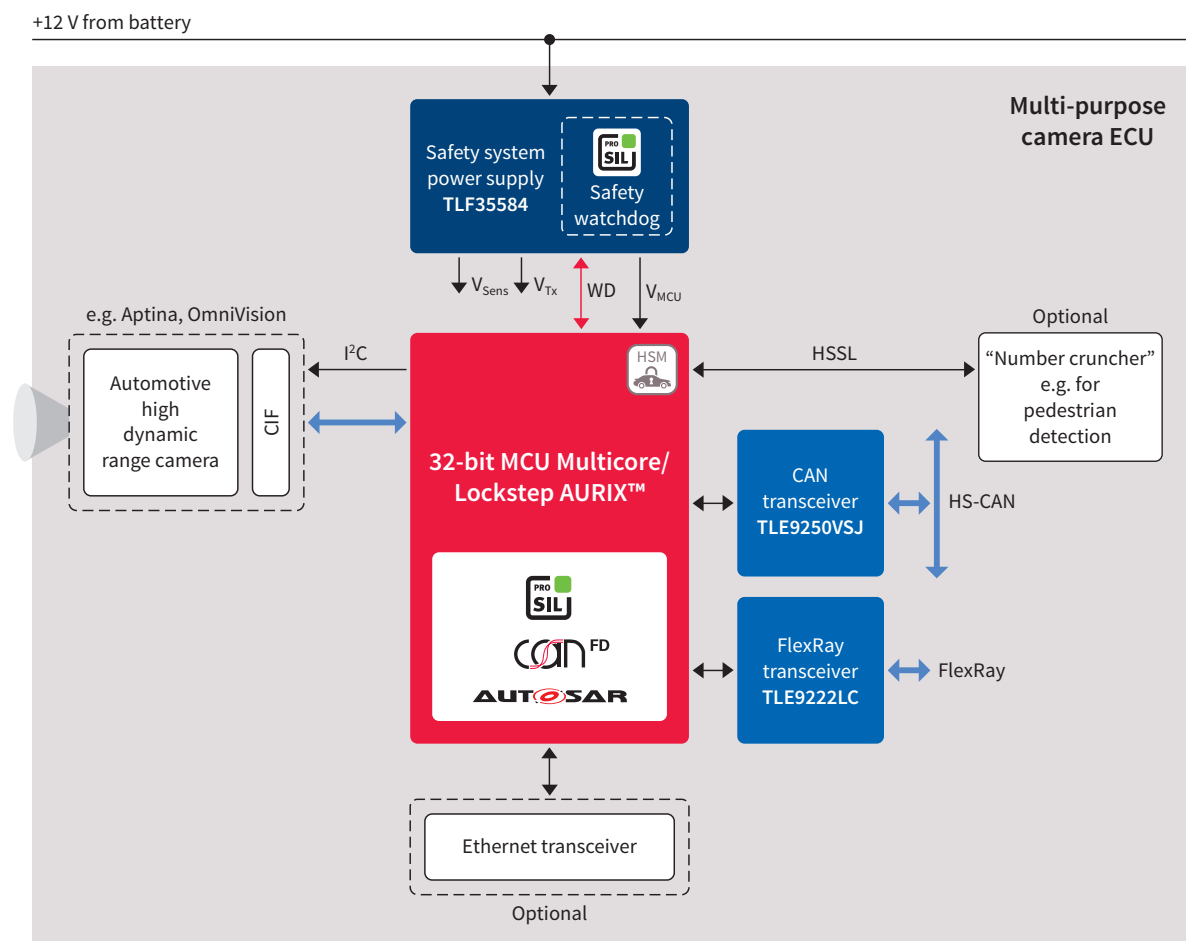 +12 V from battery
Multi-purpose
camera ECU
Safety system
power supply
TLF35584
PRO
SIL
Safety
watchdog
VSens
VTx
WD
VMCU
e.g. Aptina, OmniVision
Automotive
high
dynamic
range camera
CIF
I²C
HSM
32-bit MCU Multicore/
Lockstep AURIX™
PRO
SIL
CAN FD
AUTOSAR
HSSL
Optional
“Number cruncher”
e.g. for
pedestrian
detection
CAN
transceiver
TLE9250VSJ
HS-CAN
FlexRay
transceiver
TLE9222LC
FlexRay
Ethernet transceiver
Optional